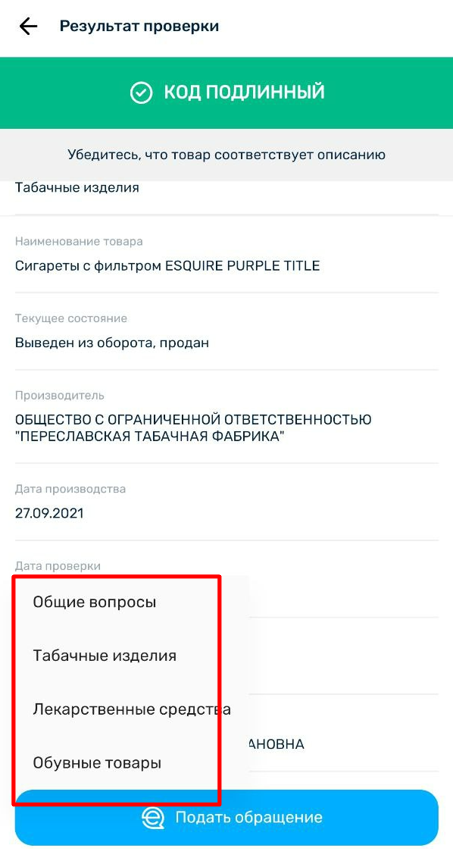 Результат проверки
КОД ПОДЛИННЫЙ
Убедитесь, что товар соответствует описанию
Табачные изделия
Наименование товара
Сигареты с фильтром ESQUIRE PURPLE TITLE
Текущее состояние
Выведен из оборота, продан
Производитель
ОБЩЕСТВО С ОГРАНИЧЕННОЙ ОТВЕТСТВЕННОСТЬЮ
"ПЕРЕСЛАВСКАЯ ТАБАЧНАЯ ФАБРИКА"
Дата производства
27.09.2021
Дата проверки
Общие вопросы
Табачные изделия
Лекарственные средства
АНОВНА
Обувные товары
Подать обращение